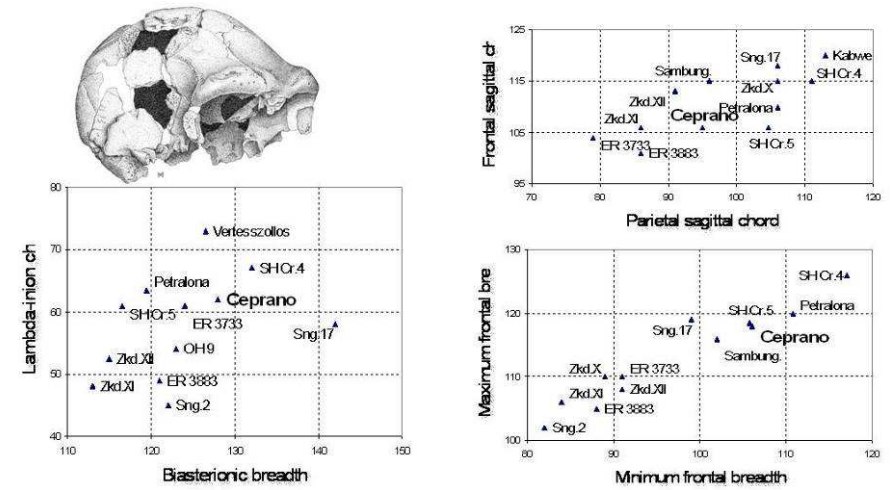 125
115
105
95
70
80
90
100
110
120
Frontal sagittal ch
Parietal sagittal chord
Kabwe
Sng.17
SH Cr.4
Sambung.
Zkd.X
Zkd.XII
Petralona
Ceprano
Zkd.XI
SH Cr.5
ER 3733
ER 3883
80
70
60
50
40
110
120
130
140
150
Lambda-inion ch
Biasterionic breadth
Vertesszollos
SH Cr.4
Petralona
Ceprano
SH Cr.5
ER 3733
Sng.17
OH9
Zkd.XII
ER 3883
Zkd.XI
Sng.2
130
120
110
100
80
90
100
110
120
Maximum frontal bre
Minimum frontal breadth
SH Cr.4
Petralona
SH Cr.5
Sng.17
Ceprano
Sambung.
Zkd.X
ER 3733
Zkd.XII
Zkd.XI
ER 3883
Sng.2